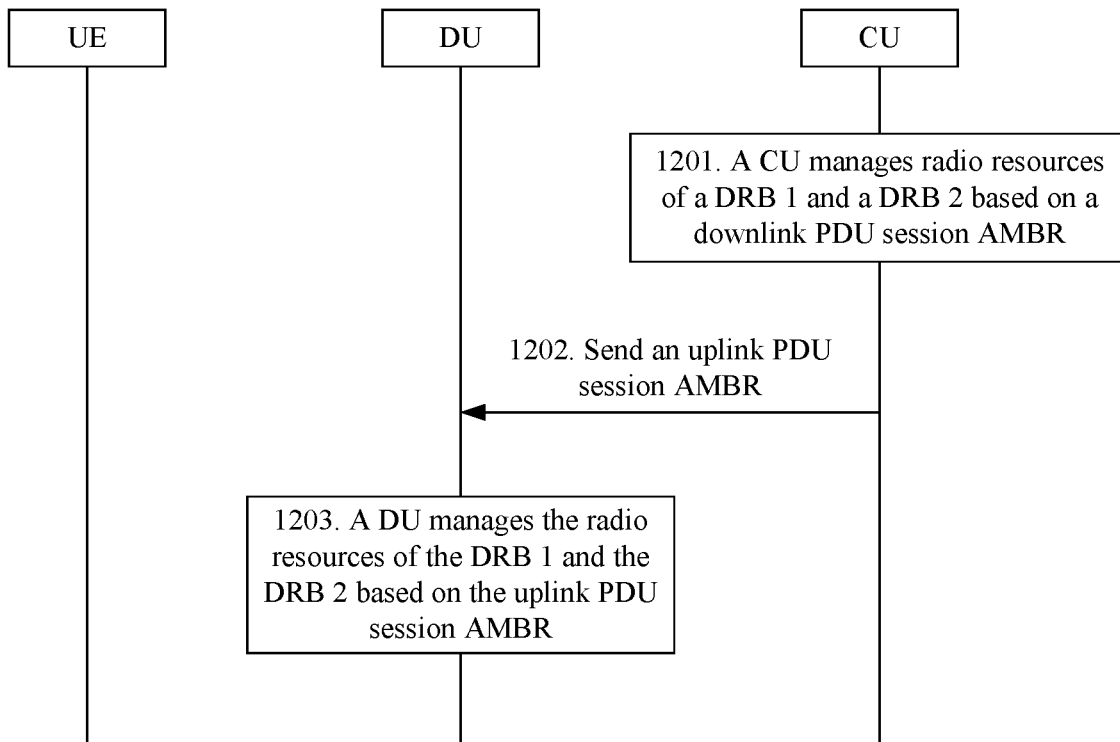 UE
DU
CU
1201. A CU manages radio resources
of a DRB 1 and a DRB 2 based on a
downlink PDU session AMBR
1202. Send an uplink PDU
session AMBR
1203. A DU manages the radio
resources of the DRB 1 and the
DRB 2 based on the uplink PDU
session AMBR